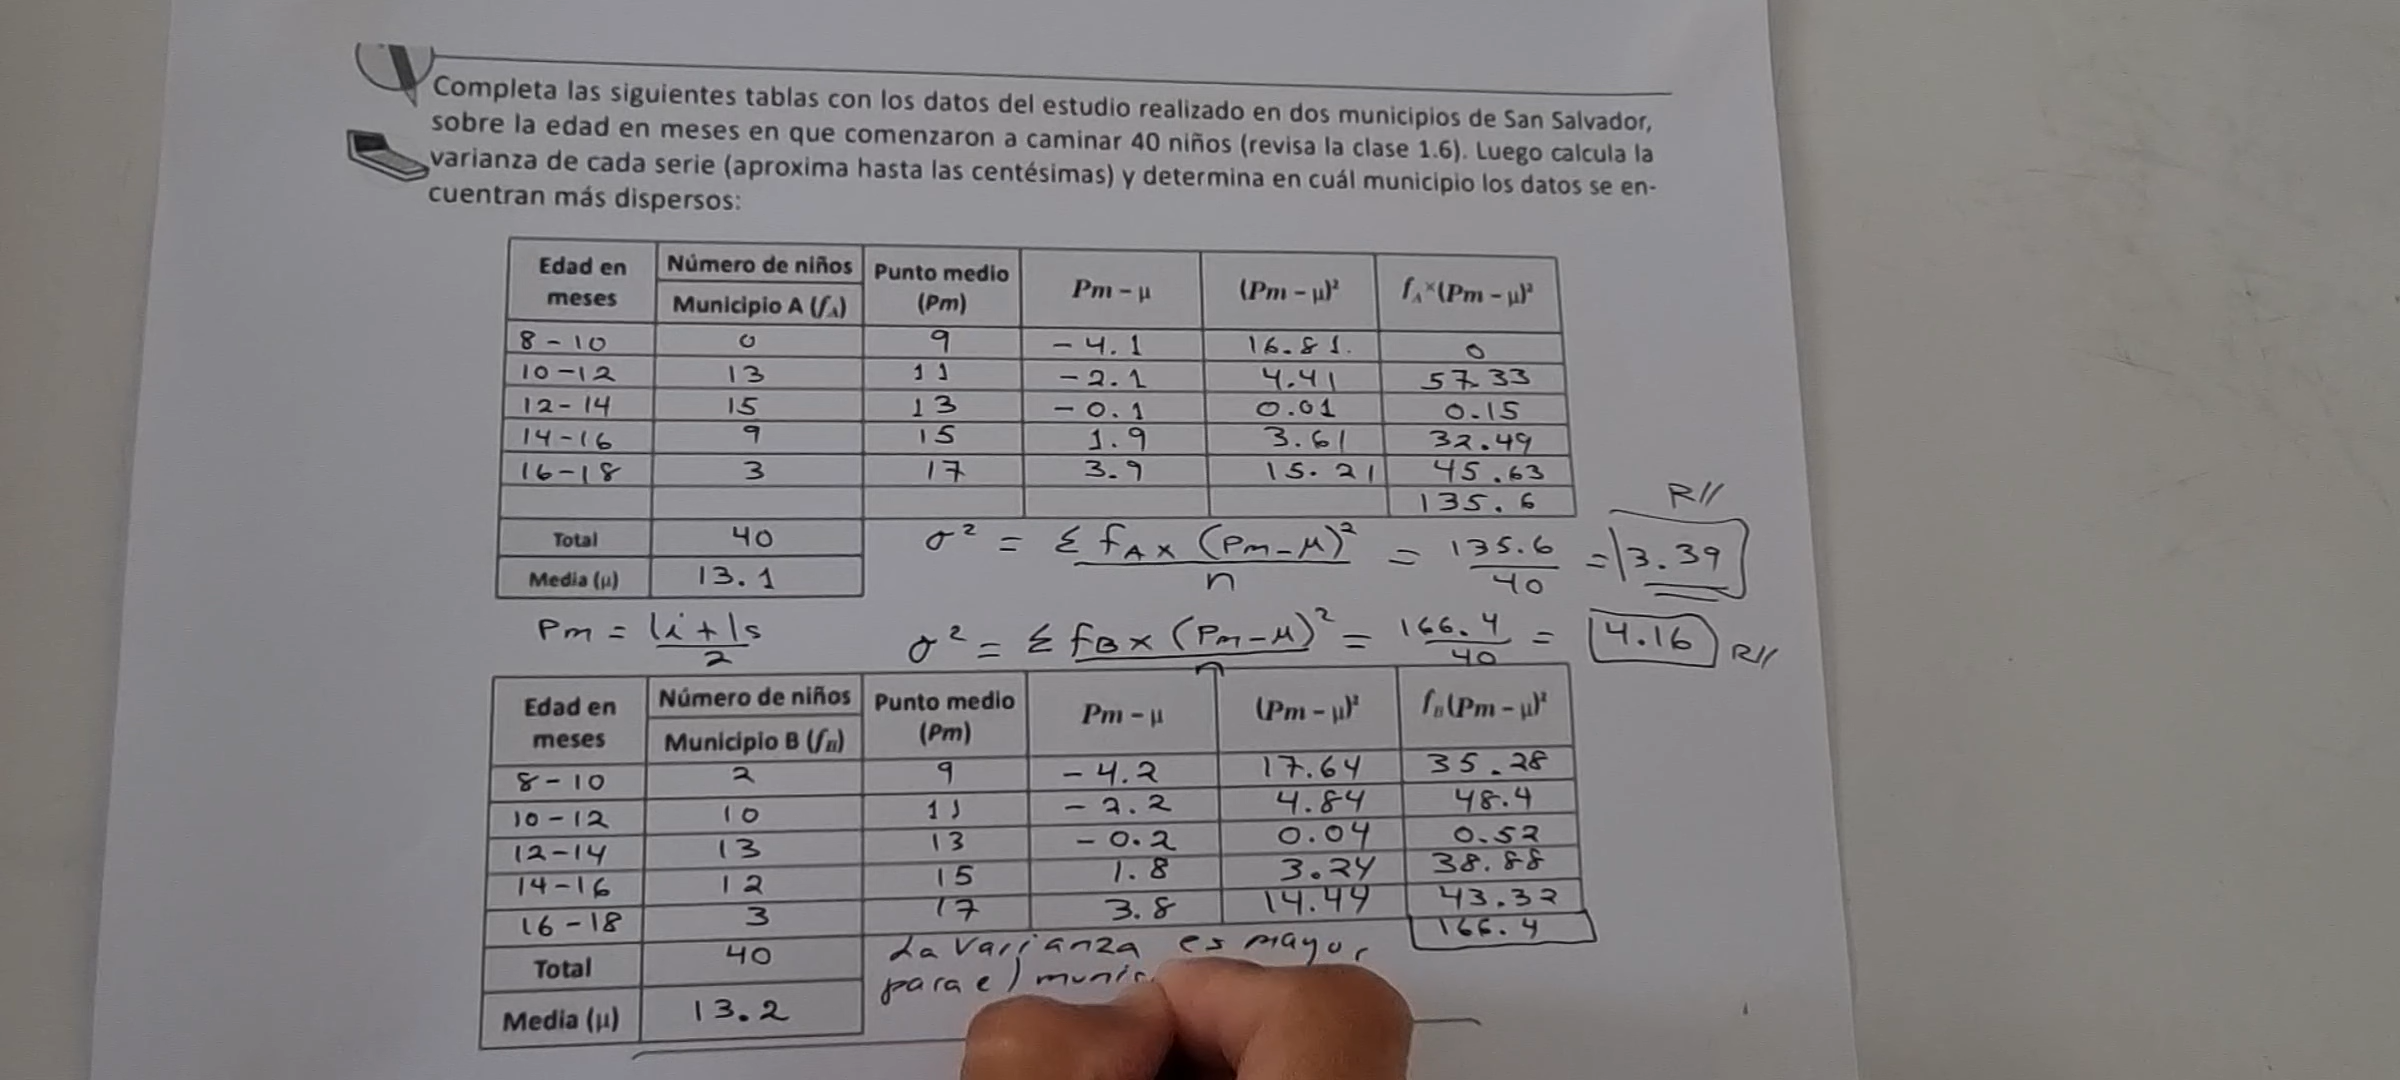 Completa las siguientes tablas con los datos del estudio realizado en dos municipios de San Salvador,
sobre la edad en meses en que comenzaron a caminar 40 niños (revisa la clase 1.6). Luego calcula la
varianza de cada serie (aproxima hasta las centésimas) y determina en cuál municipio los datos se en-
cuentran más dispersos:
Edad en meses | Número de niños Municipio A (f_A) | Punto medio (Pm) | Pm – μ | (Pm – μ)² | f_A×(Pm – μ)²
8 – 10 | 0 | 9 | – 4.1 | 16.81. | 0
10 – 12 | 13 | 11 | – 2.1 | 4.41 | 57.33
12 – 14 | 15 | 13 | – 0.1 | 0.01 | 0.15
14 – 16 | 9 | 15 | 1.9 | 3.61 | 32.49
16 – 18 | 3 | 17 | 3.9 | 15.21 | 45.63
135.6
Total | 40
Media (μ) | 13.1
σ² = Σ f_A × (Pm – μ)² / n = 135.6 / 40 = 3.39 R//
Pm = li + ls / 2
σ² = Σ f_B × (Pm – μ)² / n = 166.4 / 40 = 4.16 R//
Edad en meses | Número de niños Municipio B (f_B) | Punto medio (Pm) | Pm – μ | (Pm – μ)² | f_B(Pm – μ)²
8 – 10 | 2 | 9 | – 4.2 | 17.64 | 35.28
10 – 12 | 10 | 11 | – 2.2 | 4.84 | 48.4
12 – 14 | 13 | 13 | – 0.2 | 0.04 | 0.52
14 – 16 | 12 | 15 | 1.8 | 3.24 | 38.88
16 – 18 | 3 | 17 | 3.8 | 14.44 | 43.32
166.4
Total | 40
Media (μ) | 13.2
La varianza es mayor
para el